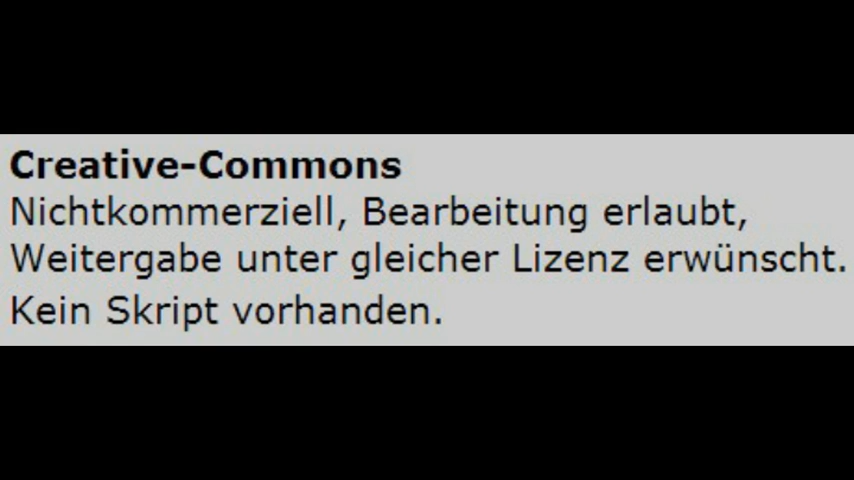 Creative-Commons
Nichtkommerziell, Bearbeitung erlaubt,
Weitergabe unter gleicher Lizenz erwünscht.
Kein Skript vorhanden.